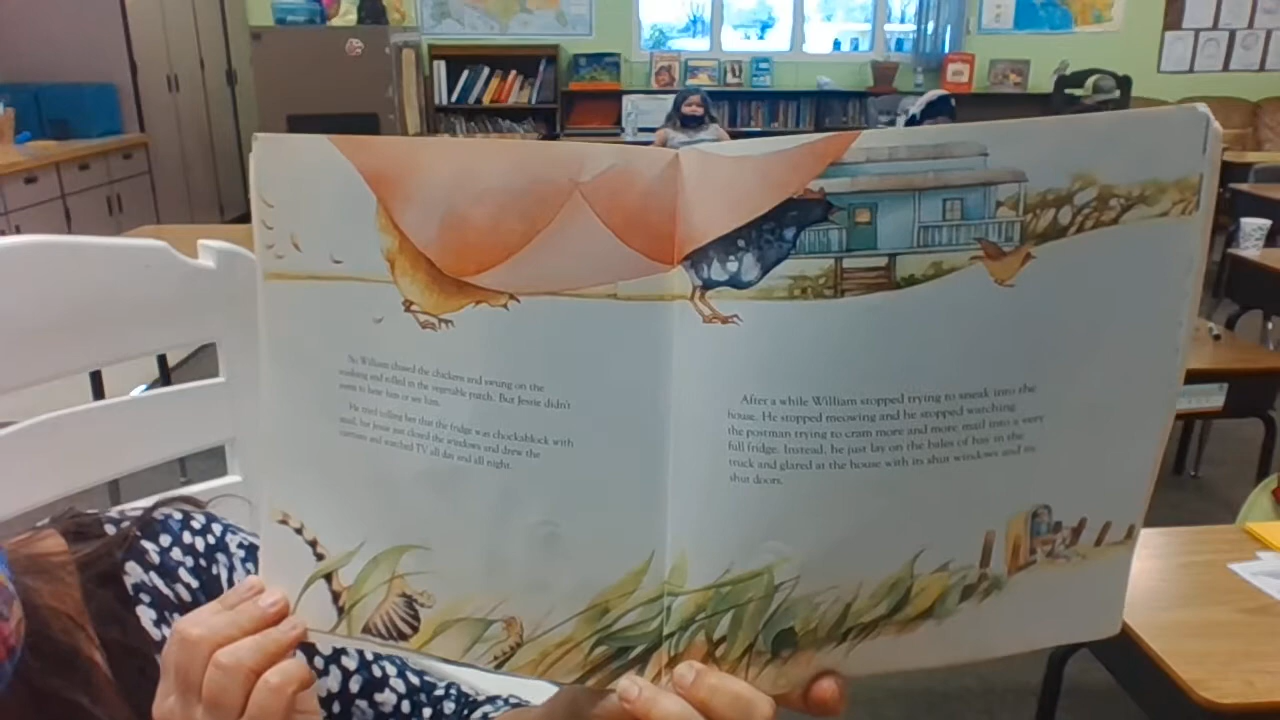 So William chased the chickens and swung on the
washing and rolled in the vegetable patch. But Jessie didn't
seem to hear him or see him.
He tried telling her that the fridge was chockablock with
mail, but Jessie just closed the windows and drew the
curtains and watched TV all day and all night.
After a while William stopped trying to sneak into the
house. He stopped meowing and he stopped watching
the postman trying to cram more and more mail into a very
full fridge. Instead, he just lay on the bales of hay in the
truck and glared at the house with its shut windows and its
shut doors.